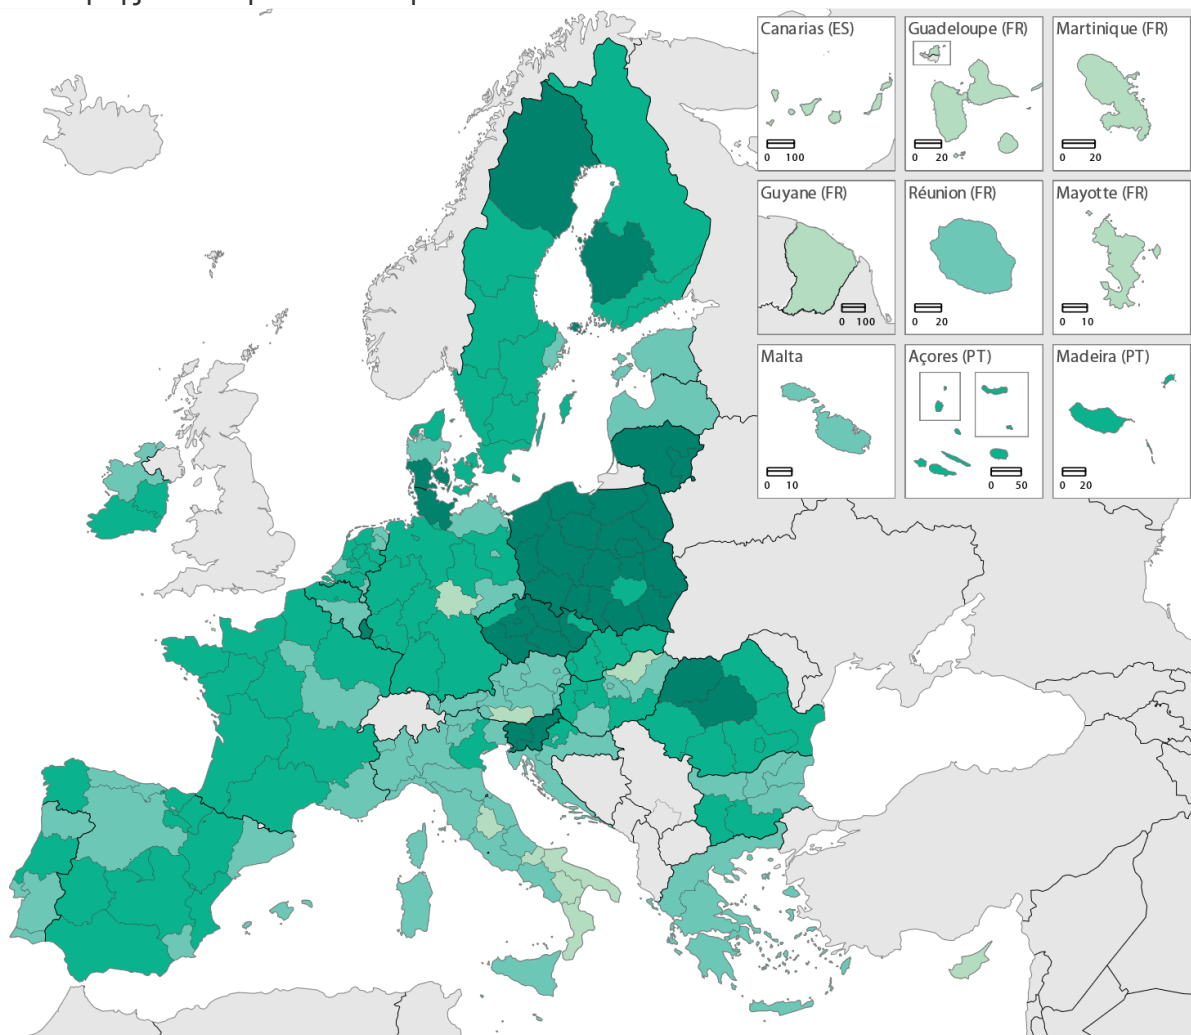 Canarias (ES)
0 100
Guadeloupe (FR)
0 20
Martinique (FR)
0 20
Guyane (FR)
0 100
Réunion (FR)
0 20
Mayotte (FR)
0 10
Malta
0 10
Açores (PT)
0 50
Madeira (PT)
0 20